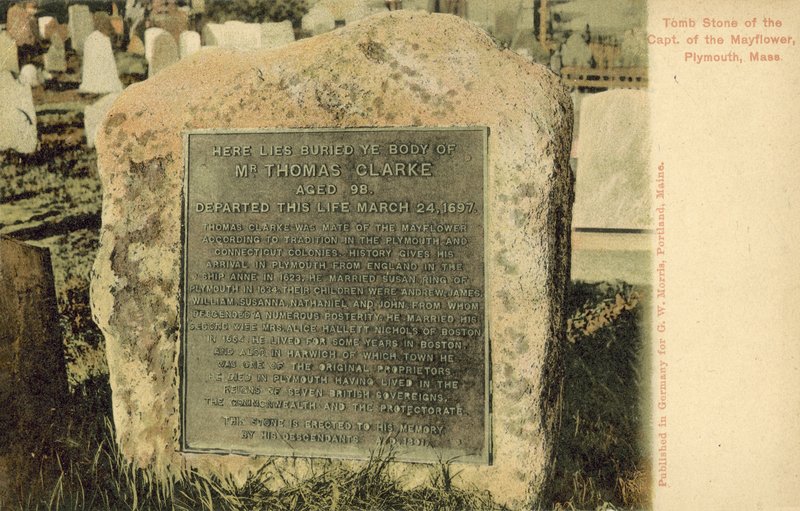 Tomb Stone of the
Capt. of the Mayflower,
Plymouth, Mass.
HERE LIES BURIED YE BODY OF
MR THOMAS CLARKE
AGED 98.
DEPARTED THIS LIFE MARCH 24, 1697.
THOMAS CLARKE WAS MATE OF THE MAYFLOWER
ACCORDING TO TRADITION IN THE PLYMOUTH AND
CONNECTICUT COLONIES. HISTORY GIVES HIS
ARRIVAL IN PLYMOUTH FROM ENGLAND IN THE
SHIP ANNE IN 1623. HE MARRIED SUSAN RING OF
PLYMOUTH IN 1634. THEIR CHILDREN WERE ANDREW, JAMES,
WILLIAM, SUSANNA, NATHANIEL AND JOHN. FROM WHOM
DESCENDED A NUMEROUS POSTERITY. HE MARRIED HIS
SECOND WIFE MRS. ALICE HALLETT NICHOLS OF BOSTON
IN 1664. HE LIVED FOR SOME YEARS IN BOSTON
AND ALSO IN HARWICH OF WHICH TOWN HE
WAS ONE OF THE ORIGINAL PROPRIETORS.
HE DIED IN PLYMOUTH HAVING LIVED IN THE
REIGNS OF SEVEN BRITISH SOVEREIGNS,
THE COMMONWEALTH AND THE PROTECTORATE.
THIS STONE IS ERECTED TO HIS MEMORY
BY HIS DESCENDANTS A.D. 1891.
Published in Germany for G. W. Morris, Portland, Maine.